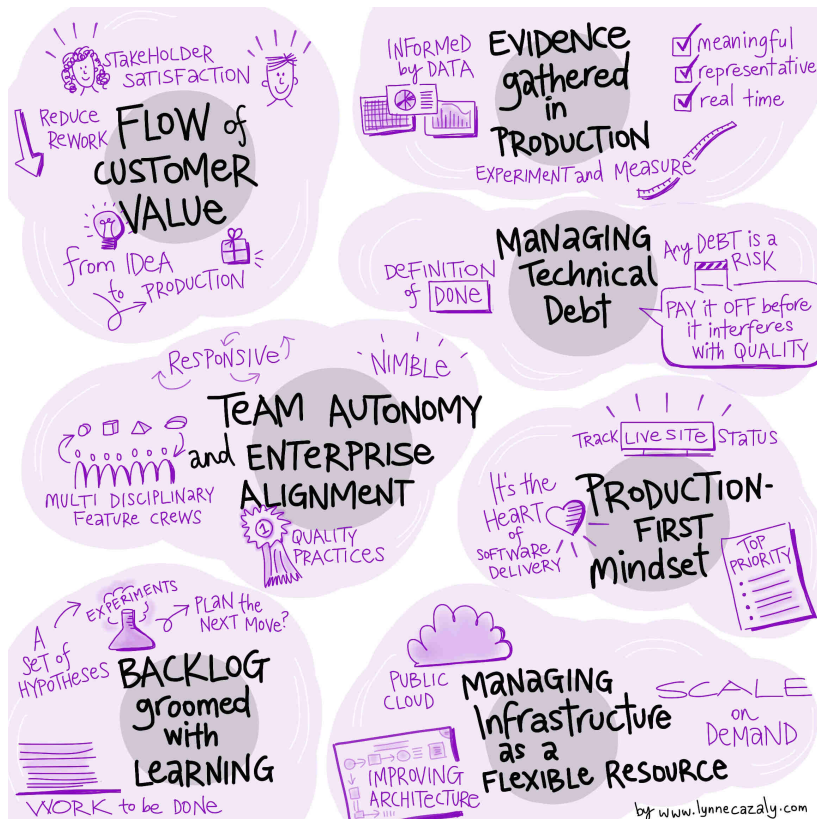 STAKEHOLDER
SATISFACTION
REDUCE
REWORK
FLOW of
CUSTOMER
VALUE
from IDEA
to PRODUCTION
INFORMED
by DATA
EVIDENCE
gathered
in
PRODUCTION
meaningful
representative
real time
EXPERIMENT and MEASURE
MANAGING
Technical
Debt
DEFINITION
of DONE
Any DEBT is a
RISK
PAY it OFF before
it interferes
with QUALITY
RESPONSIVE
NIMBLE
TEAM AUTONOMY
and ENTERPRISE
ALIGNMENT
MULTI DISCIPLINARY
FEATURE CREWS
1
QUALITY
PRACTICES
TRACK LIVE SITE STATUS
It's the
HEART
of
SOFTWARE
DELIVERY
PRODUCTION-
FIRST
mindset
TOP
PRIORITY
A
SET of
HYPOTHESES
EXPERIMENTS
PLAN the
NEXT MOVE?
BACKLOG
groomed
with
LEARNING
WORK to be DONE
PUBLIC
CLOUD
MANAGING
Infrastructure
as a
FLEXIBLE RESOURCE
SCALE
on
DEMAND
IMPROVING
ARCHITECTURE
by www.lynnecazaly.com